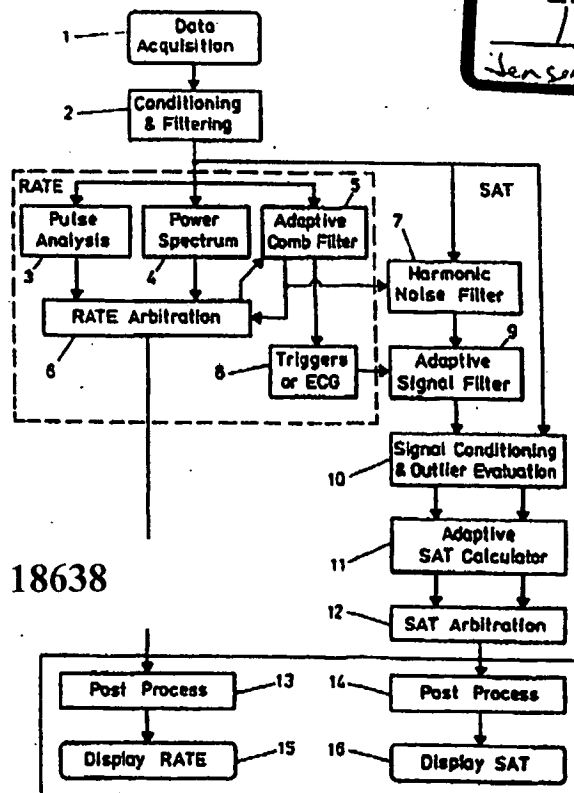 1
Data
Acquisition
2
Conditioning
& Filtering
RATE
5
SAT
Pulse
Analysis
Power
Spectrum
Adaptive
Comb Filter
7
3
4
Harmonic
Noise Filter
RATE Arbitration
6
9
8
Triggers
or ECG
Adaptive
Signal Filter
Signal Conditioning
& Outlier Evaluation
10
Adaptive
SAT Calculator
11
18638
12
SAT Arbitration
Post Process
13
14
Post Process
Display RATE
15
16
Display SAT